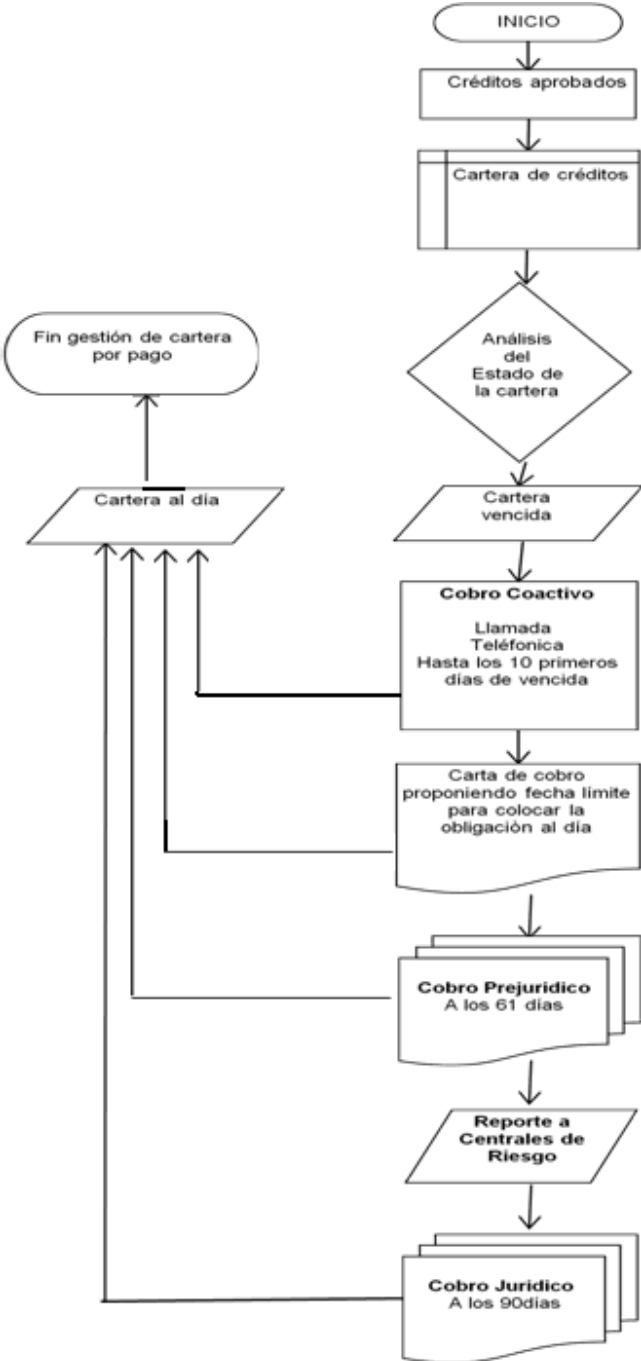 INICIO
Créditos aprobados
Cartera de créditos
Análisis
del
Estado de
la cartera
Fin gestión de cartera
por pago
Cartera al día
Cartera
vencida
Cobro Coactivo
Llamada
Teléfonica
Hasta los 10 primeros
días de vencida
Carta de cobro
proponiendo fecha límite
para colocar la
obligación al día
Cobro Prejuridico
A los 61 días
Reporte a
Centrales de
Riesgo
Cobro Juridico
A los 90días